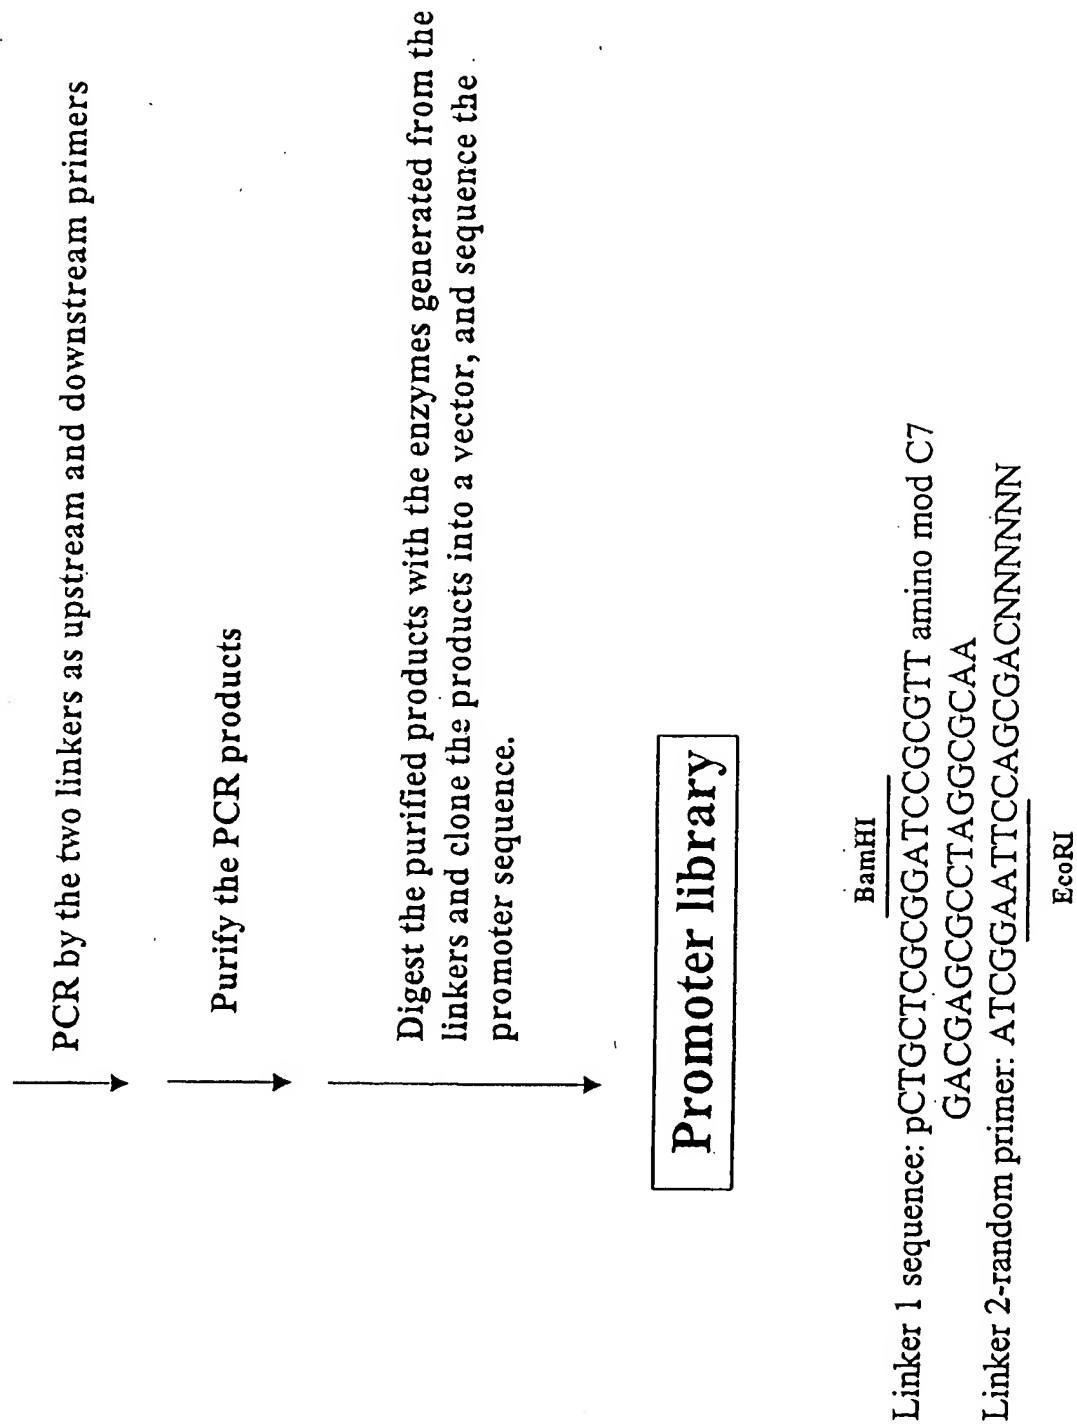 PCR by the two linkers as upstream and downstream primers
Purify the PCR products
Digest the purified products with the enzymes generated from the
linkers and clone the products into a vector, and sequence the
promoter sequence.
Promoter library
BamHI
Linker 1 sequence: pCTGCTCGCGGATCCGCGTT amino mod C7
GACGAGCGCCTAGGCGCAA
Linker 2-random primer: ATCGGAATTCCAGCGACNNNNNN
EcoRI